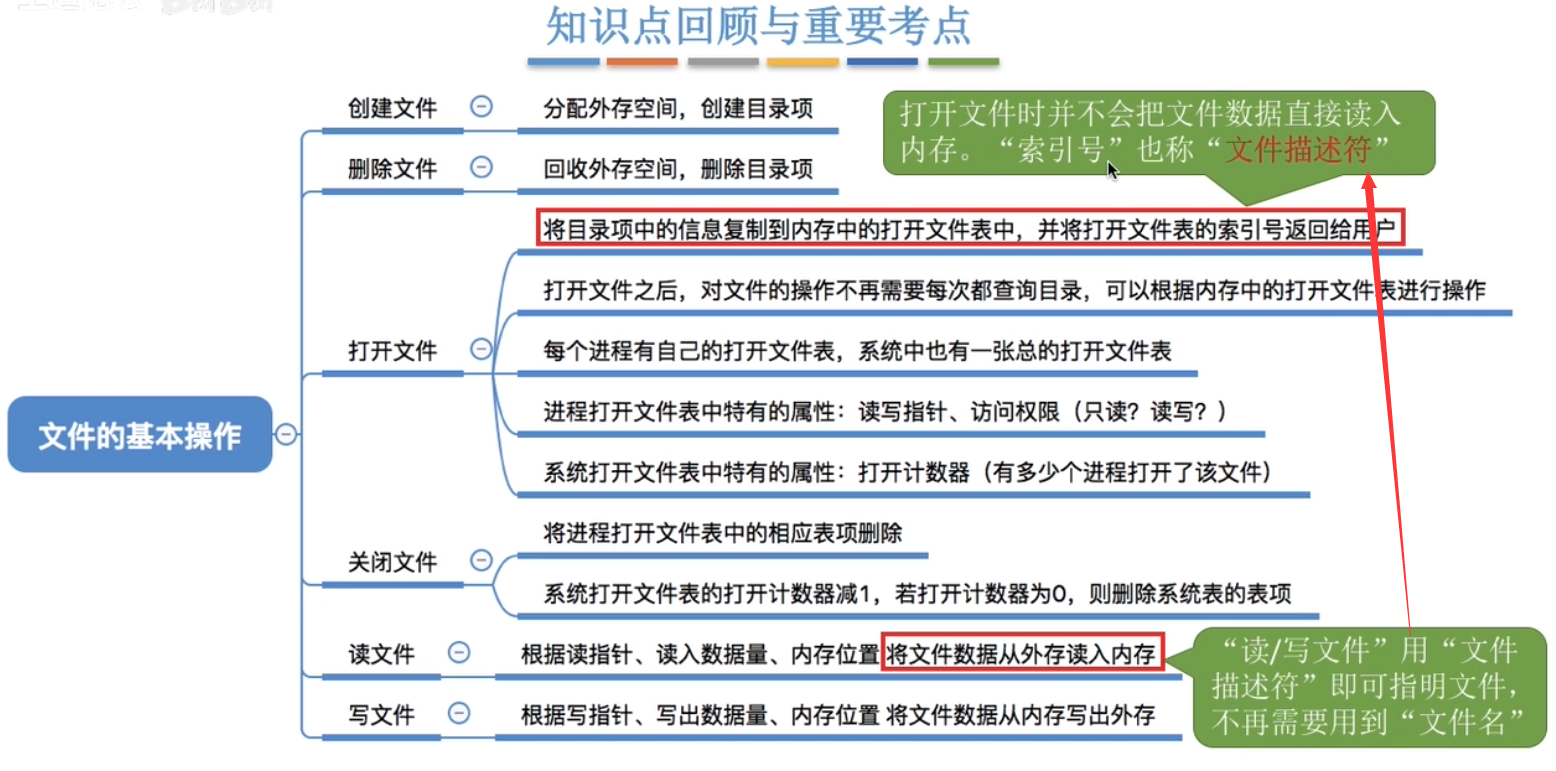 知识点回顾与重要考点
创建文件
分配外存空间，创建目录项
打开文件时并不会把文件数据直接读入
内存。“索引号”也称“文件描述符”
删除文件
回收外存空间，删除目录项
将目录项中的信息复制到内存中的打开文件表中，并将打开文件表的索引号返回给用户
打开文件之后，对文件的操作不再需要每次都查询目录，可以根据内存中的打开文件表进行操作
打开文件
每个进程有自己的打开文件表，系统中也有一张总的打开文件表
进程打开文件表中特有的属性：读写指针、访问权限（只读？读写？）
文件的基本操作
系统打开文件表中特有的属性：打开计数器（有多少个进程打开了该文件）
将进程打开文件表中的相应表项删除
关闭文件
系统打开文件表的打开计数器减1，若打开计数器为0，则删除系统表的表项
读文件
根据读指针、读入数据量、内存位置 将文件数据从外存读入内存
“读/写文件”用“文件
描述符”即可指明文件，
不再需要用到“文件名”
写文件
根据写指针、写出数据量、内存位置 将文件数据从内存写出外存